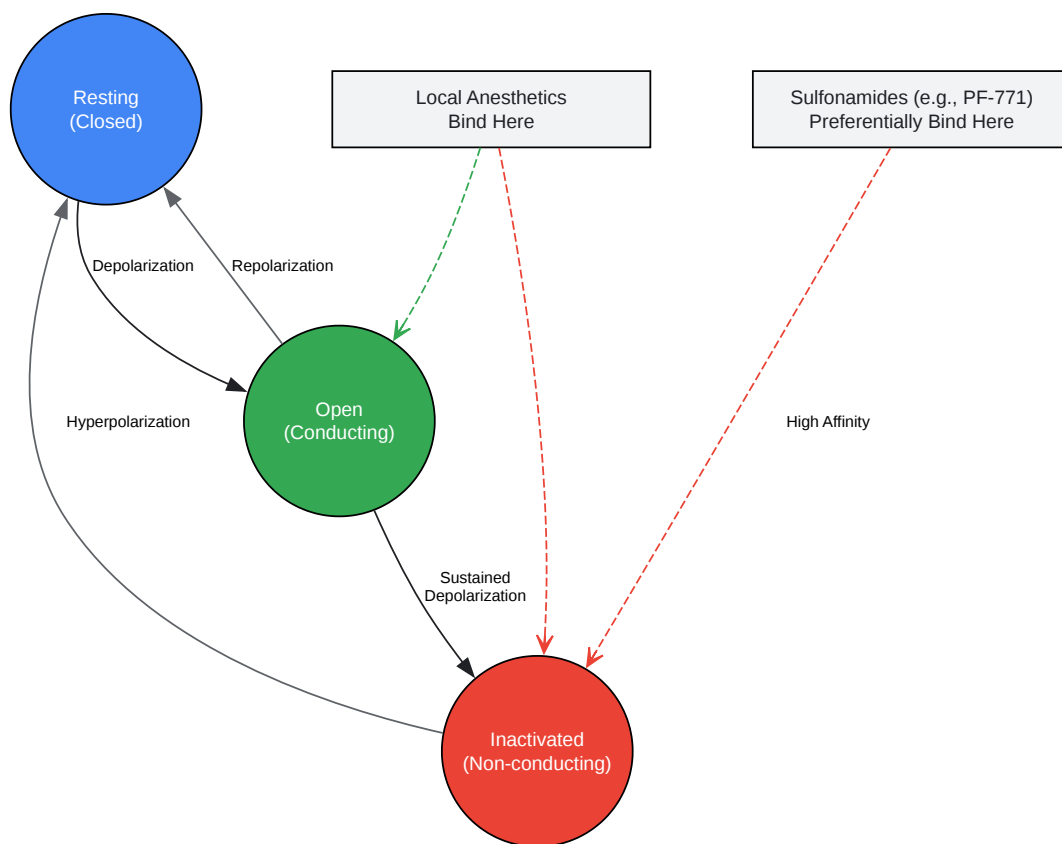 Resting
(Closed)
Local Anesthetics
Bind Here
Sulfonamides (e.g., PF-771)
Preferentially Bind Here
Depolarization
Repolarization
Hyperpolarization
Open
(Conducting)
High Affinity
Sustained
Depolarization
Inactivated
(Non-conducting)